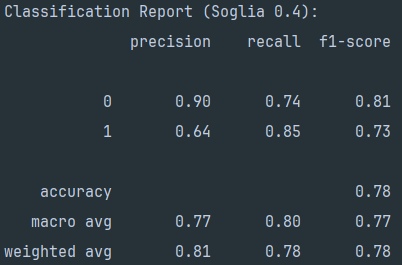 Classification Report (Soglia 0.4):
precision recall f1-score
0 0.90 0.74 0.81
1 0.64 0.85 0.73
accuracy 0.78
macro avg 0.77 0.80 0.77
weighted avg 0.81 0.78 0.78